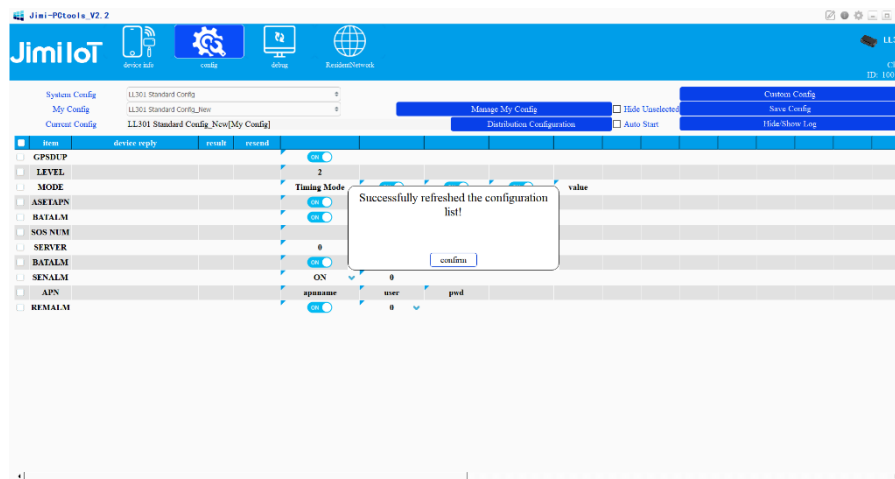 Jimi-PCtools_V2.2
JimiIoT
device info
config
debug
ResidentNetwork
ID: 100
System Config LL301 Standard Config Custom Config
My Config LL301 Standard Config_New Manage My Config Hide Unselected Save Config
Current Config LL301 Standard Config_New[My Config] Distribution Configuration Auto Start Hide/Show Log
item device reply result resend
GPSDUP ON
LEVEL 2
MODE Timing Mode value
ASETAPN ON
BATALM ON
SOS NUM
SERVER 0
BATALM ON
SENALM ON 0
APN apnname user pwd
REMALM ON 0
Successfully refreshed the configuration
list!
confirm